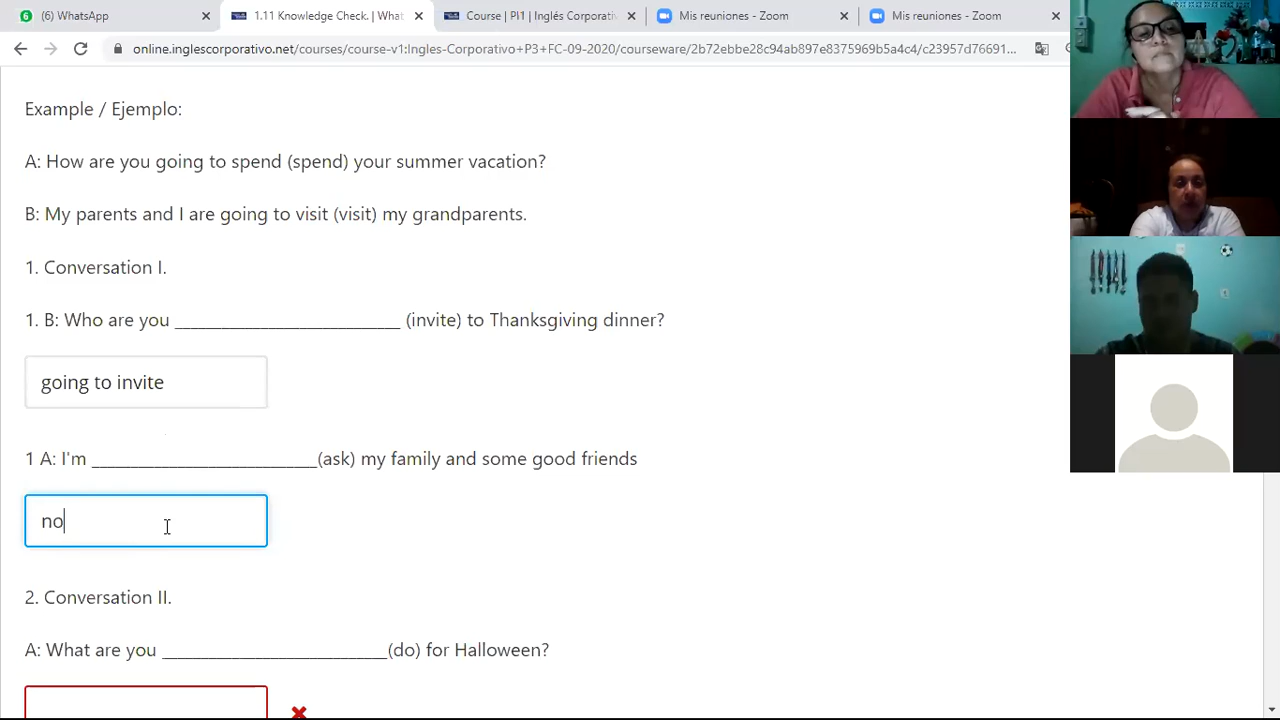 (6) WhatsApp
1.11 Knowledge Check. | What
Course | PI1 | Inglés Corporativ
Mis reuniones - Zoom
Mis reuniones - Zoom
online.inglescorporativo.net/courses/course-v1:Ingles-Corporativo+P3+FC-09-2020/courseware/2b72ebbe28c94ab897e8375969b5a4c4/c23957d76691...
Example / Ejemplo:
A: How are you going to spend (spend) your summer vacation?
B: My parents and I are going to visit (visit) my grandparents.
1. Conversation I.
1. B: Who are you __________________________ (invite) to Thanksgiving dinner?
going to invite
1 A: I'm __________________________(ask) my family and some good friends
no
2. Conversation II.
A: What are you __________________________(do) for Halloween?